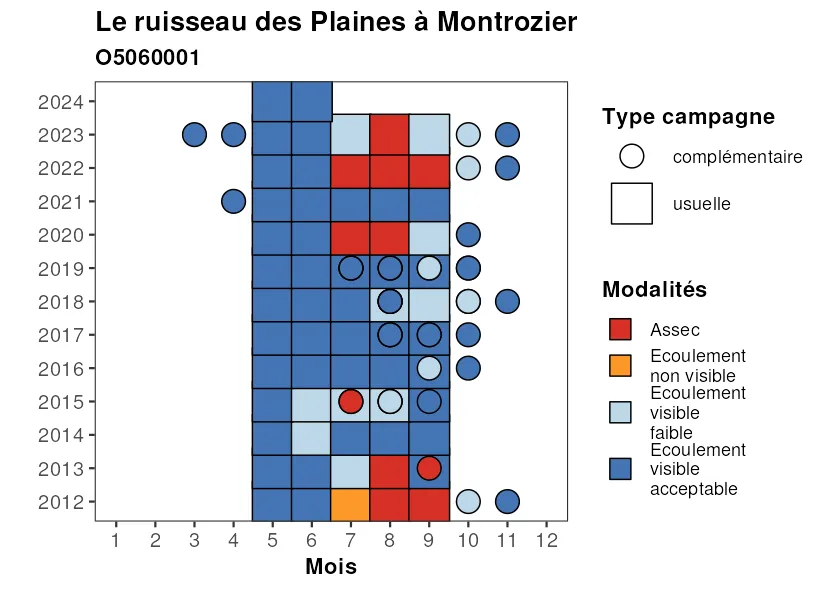 Le ruisseau des Plaines à Montrozier
O5060001
2024
2023
2022
2021
2020
2019
2018
2017
2016
2015
2014
2013
2012
1 2 3 4 5 6 7 8 9 10 11 12
Mois
Type campagne
complémentaire
usuelle
Modalités
Assec
Ecoulement
non visible
Ecoulement
visible
faible
Ecoulement
visible
acceptable